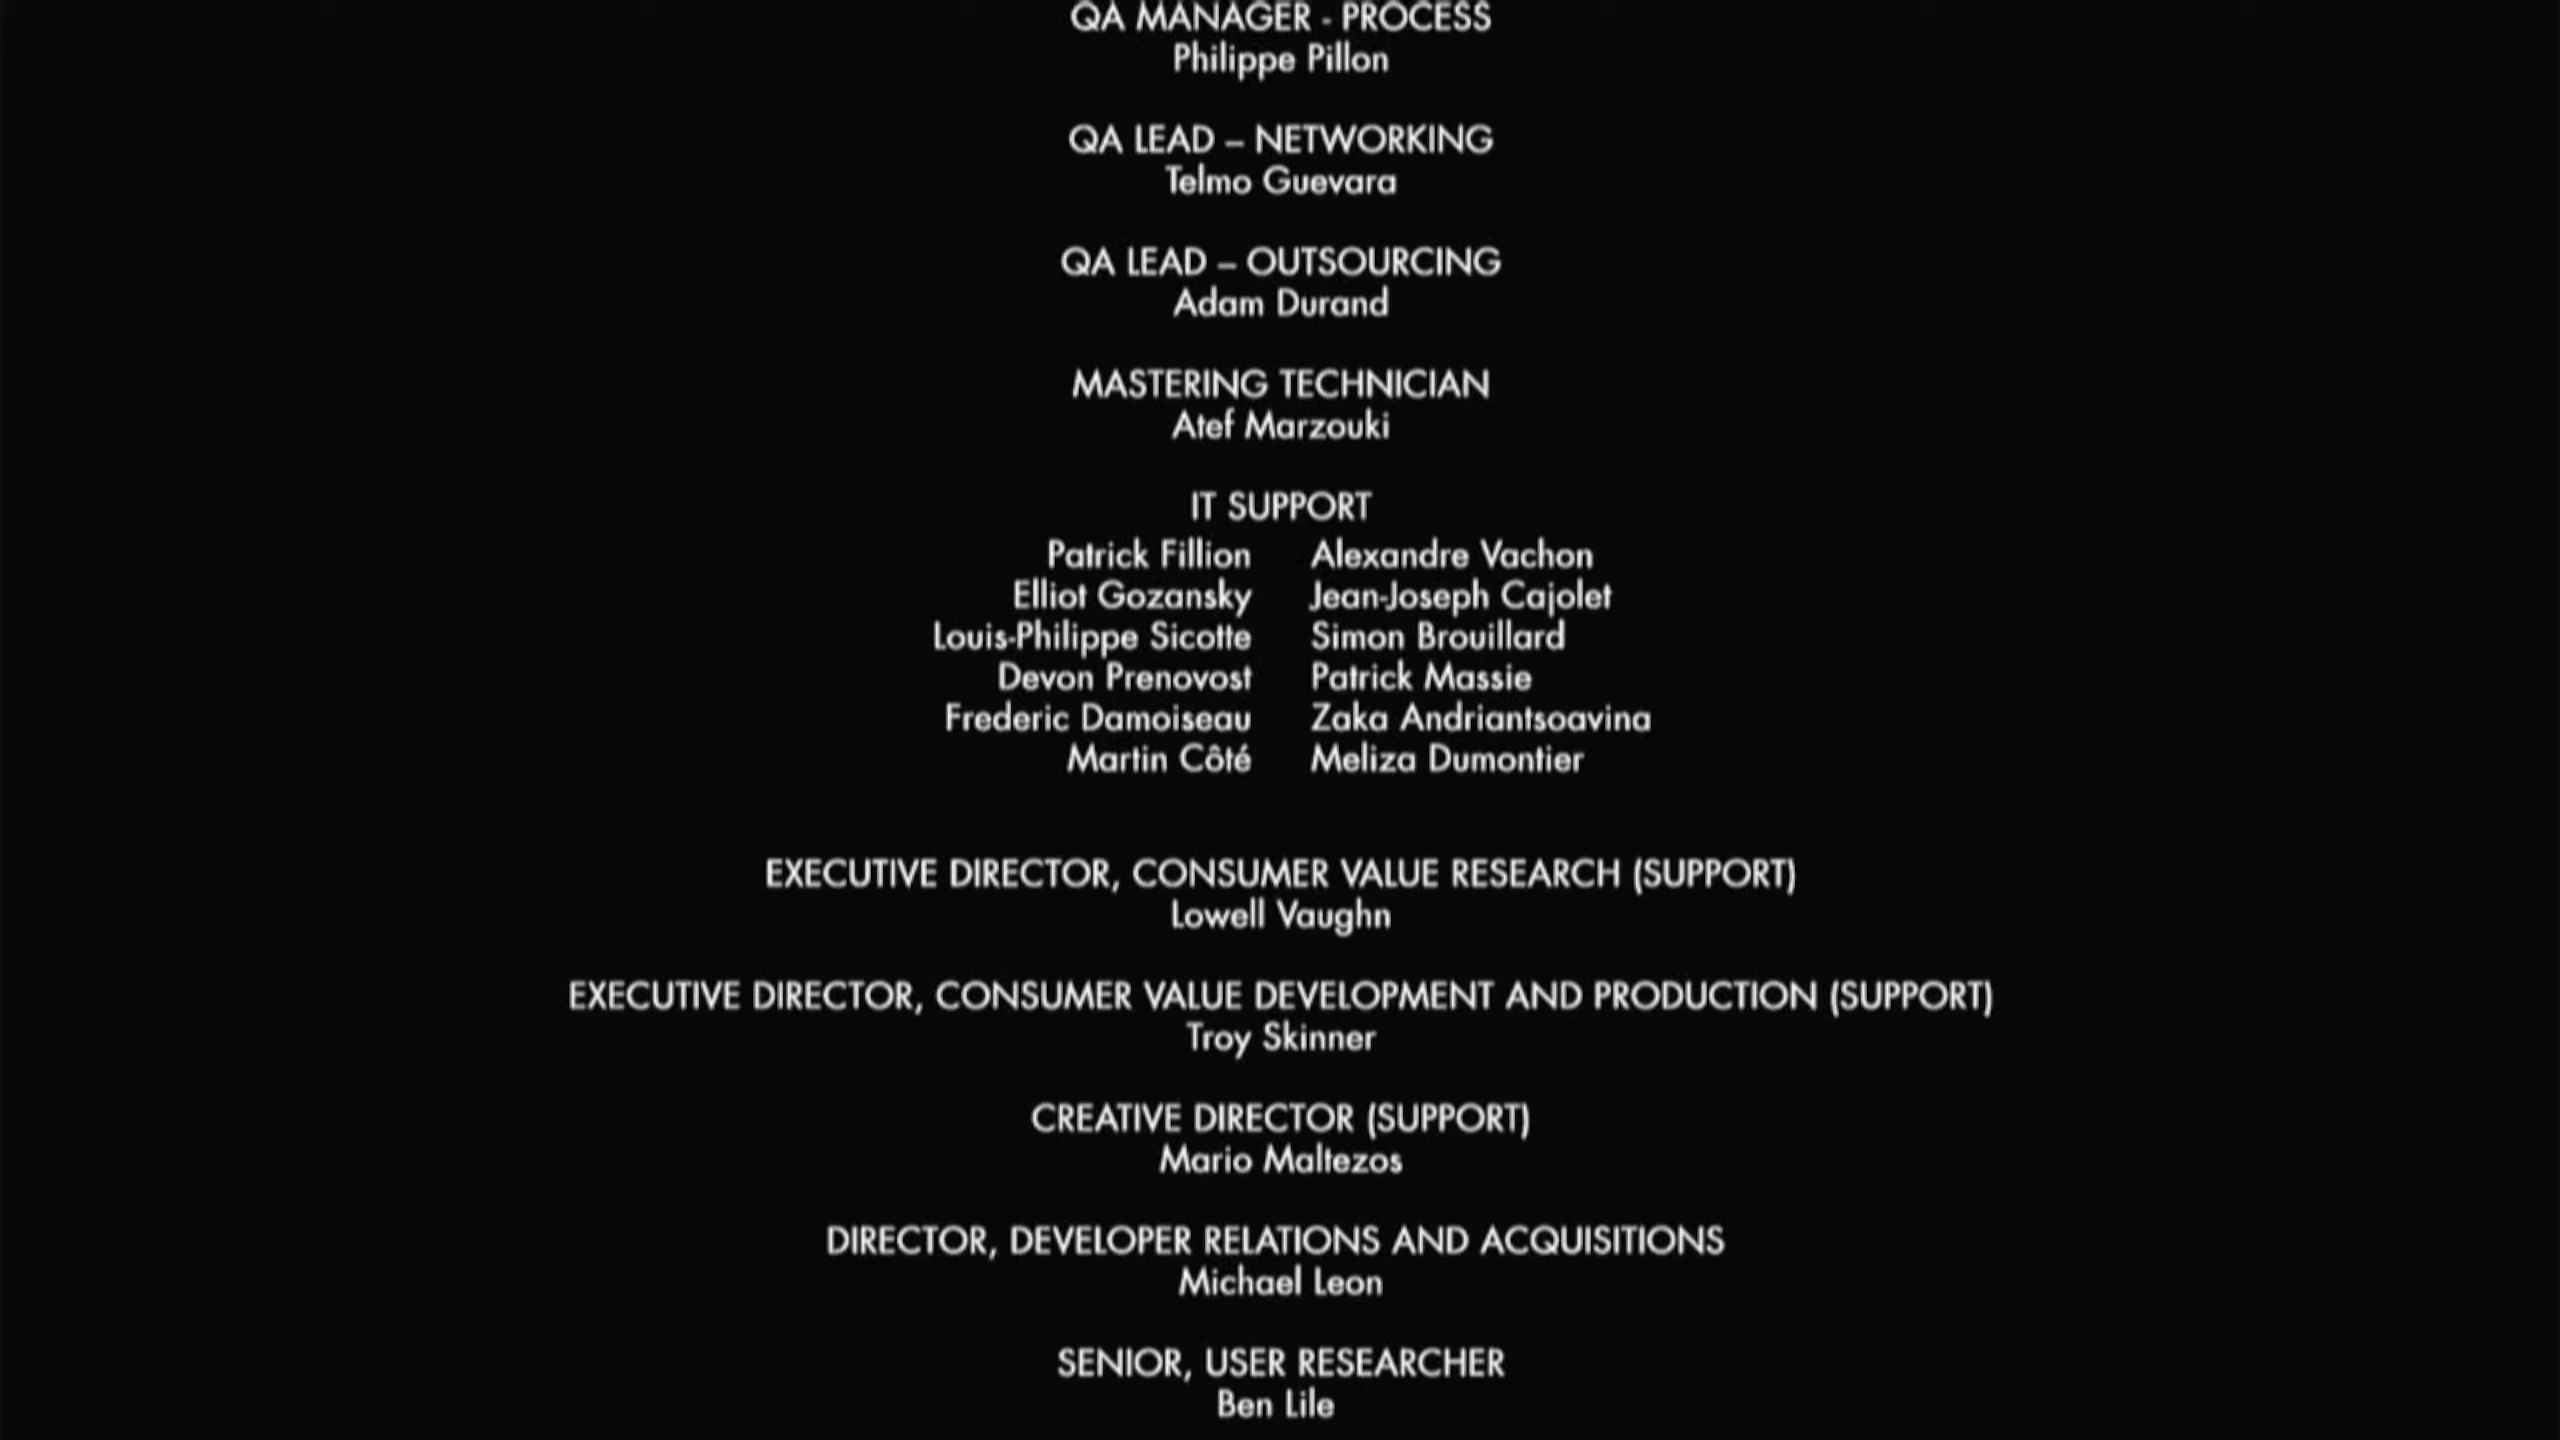 QA MANAGER - PROCESS
Philippe Pillon
QA LEAD – NETWORKING
Telmo Guevara
QA LEAD – OUTSOURCING
Adam Durand
MASTERING TECHNICIAN
Atef Marzouki
IT SUPPORT
Patrick Fillion Alexandre Vachon
Elliot Gozansky Jean-Joseph Cajolet
Louis-Philippe Sicotte Simon Brouillard
Devon Prenovost Patrick Massie
Frederic Damoiseau Zaka Andriantsoavina
Martin Côté Meliza Dumontier
EXECUTIVE DIRECTOR, CONSUMER VALUE RESEARCH (SUPPORT)
Lowell Vaughn
EXECUTIVE DIRECTOR, CONSUMER VALUE DEVELOPMENT AND PRODUCTION (SUPPORT)
Troy Skinner
CREATIVE DIRECTOR (SUPPORT)
Mario Maltezos
DIRECTOR, DEVELOPER RELATIONS AND ACQUISITIONS
Michael Leon
SENIOR, USER RESEARCHER
Ben Lile